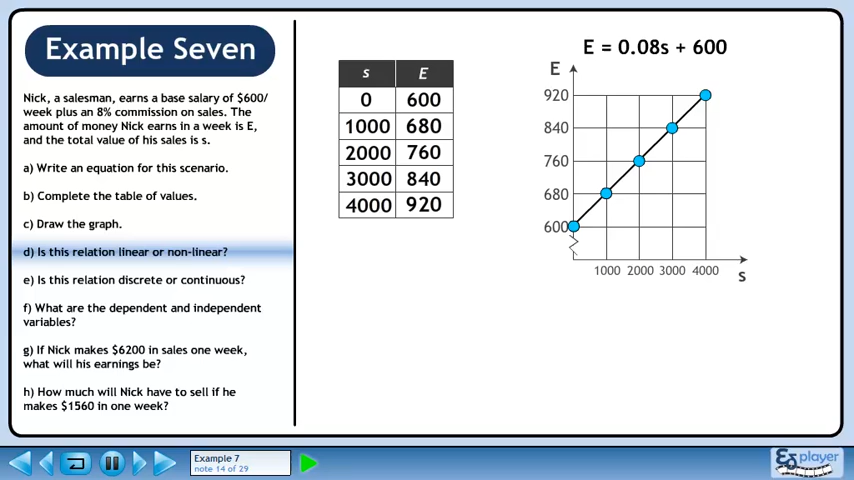 Example Seven
Nick, a salesman, earns a base salary of $600/
week plus an 8% commission on sales. The
amount of money Nick earns in a week is E,
and the total value of his sales is s.
a) Write an equation for this scenario.
b) Complete the table of values.
c) Draw the graph.
d) Is this relation linear or non-linear?
e) Is this relation discrete or continuous?
f) What are the dependent and independent
variables?
g) If Nick makes $6200 in sales one week,
what will his earnings be?
h) How much will Nick have to sell if he
makes $1560 in one week?
s E
0 600
1000 680
2000 760
3000 840
4000 920
E = 0.08s + 600
E
920
840
760
680
600
1000 2000 3000 4000
s
Example 7
note 14 of 29
player